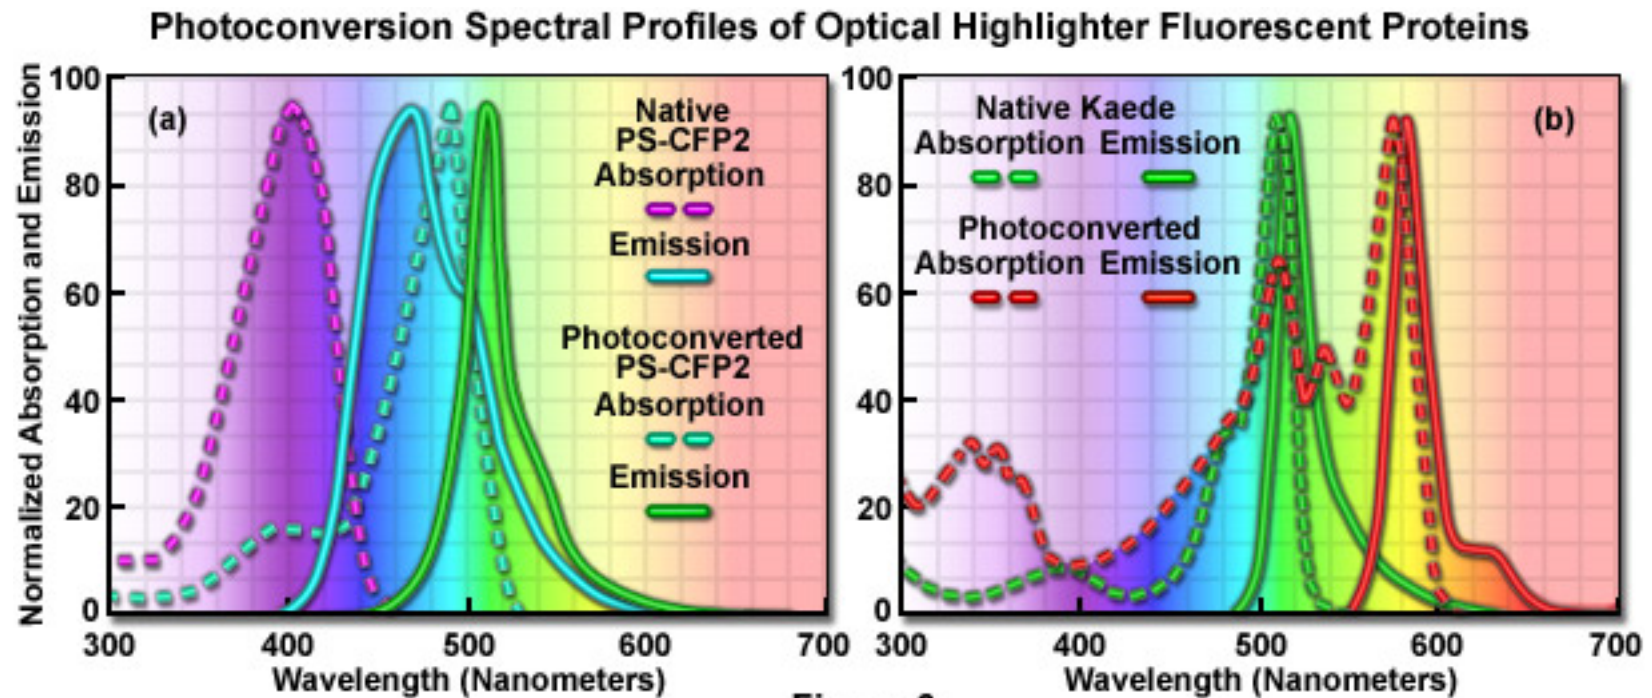 Photoconversion Spectral Profiles of Optical Highlighter Fluorescent Proteins
Normalized Absorption and Emission
100
80
60
40
20
0
(a)
Native
PS-CFP2
Absorption
Emission
Photoconverted
PS-CFP2
Absorption
Emission
300 400 500 600 700
Wavelength (Nanometers)
100
80
60
40
20
0
Native Kaede
Absorption Emission
Photoconverted
Absorption Emission
(b)
300 400 500 600 700
Wavelength (Nanometers)